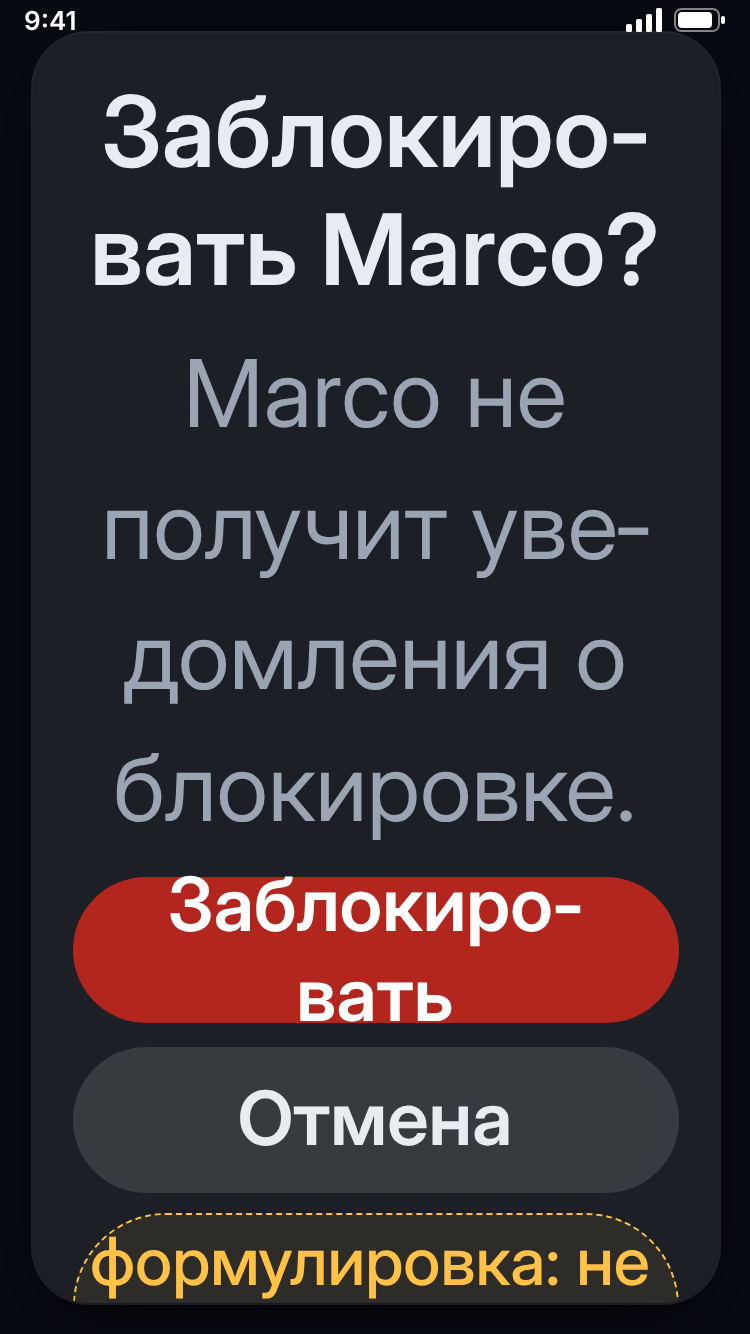 9:41
Заблокиро-
вать Marco?
Marco не
получит уве-
домления о
блокировке.
Заблокиро-
вать
Отмена
формулировка: не